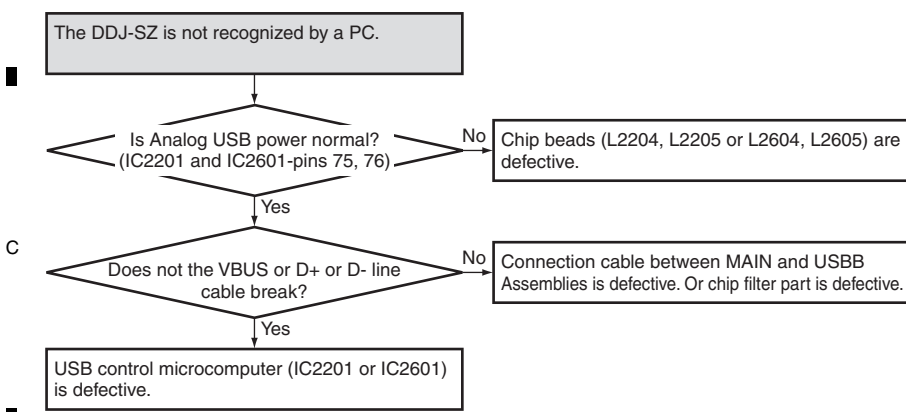 The DDJ-SZ is not recognized by a PC.
Is Analog USB power normal?
(IC2201 and IC2601-pins 75, 76)
No
Chip beads (L2204, L2205 or L2604, L2605) are
defective.
Yes
C
Does not the VBUS or D+ or D- line
cable break?
No
Connection cable between MAIN and USBB
Assemblies is defective. Or chip filter part is defective.
Yes
USB control microcomputer (IC2201 or IC2601)
is defective.